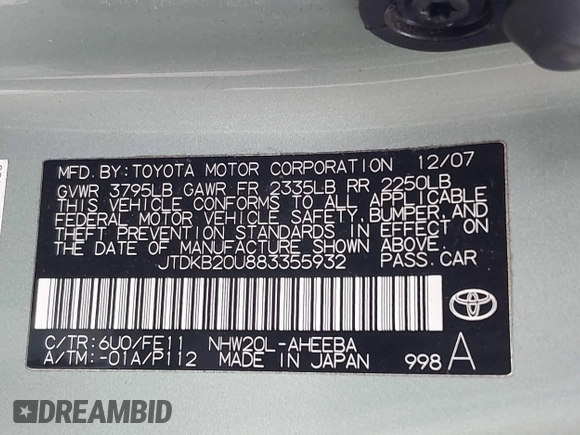 MFD.BY:TOYOTA MOTOR CORPORATION 12/07
GVWR 3795LB GAWR FR 2335LB RR 2250LB
THIS VEHICLE CONFORMS TO ALL APPLICABLE
FEDERAL MOTOR VEHICLE SAFETY,BUMPER,AND
THEFT PREVENTION STANDARDS IN EFFECT ON
THE DATE OF MANUFACTURE SHOWN ABOVE.
JTDKB20U883355932 PASS.CAR
C/TR:6U0/FE11 NHW20L-AHEEBA
A/TM:-01A/P112 MADE IN JAPAN 998 A
DREAMBID